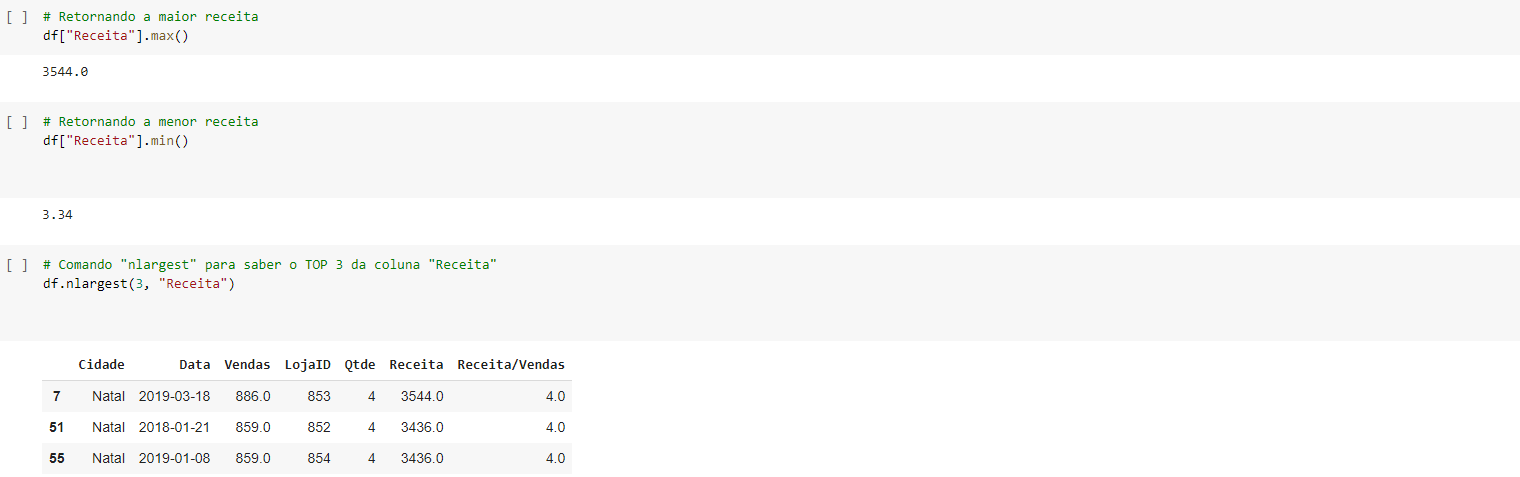 [ ] # Retornando a maior receita
df["Receita"].max()
3544.0
[ ] # Retornando a menor receita
df["Receita"].min()
3.34
[ ] # Comando "nlargest" para saber o TOP 3 da coluna "Receita"
df.nlargest(3, "Receita")
Cidade Data Vendas LojaID Qtde Receita Receita/Vendas
7 Natal 2019-03-18 886.0 853 4 3544.0 4.0
51 Natal 2018-01-21 859.0 852 4 3436.0 4.0
55 Natal 2019-01-08 859.0 854 4 3436.0 4.0